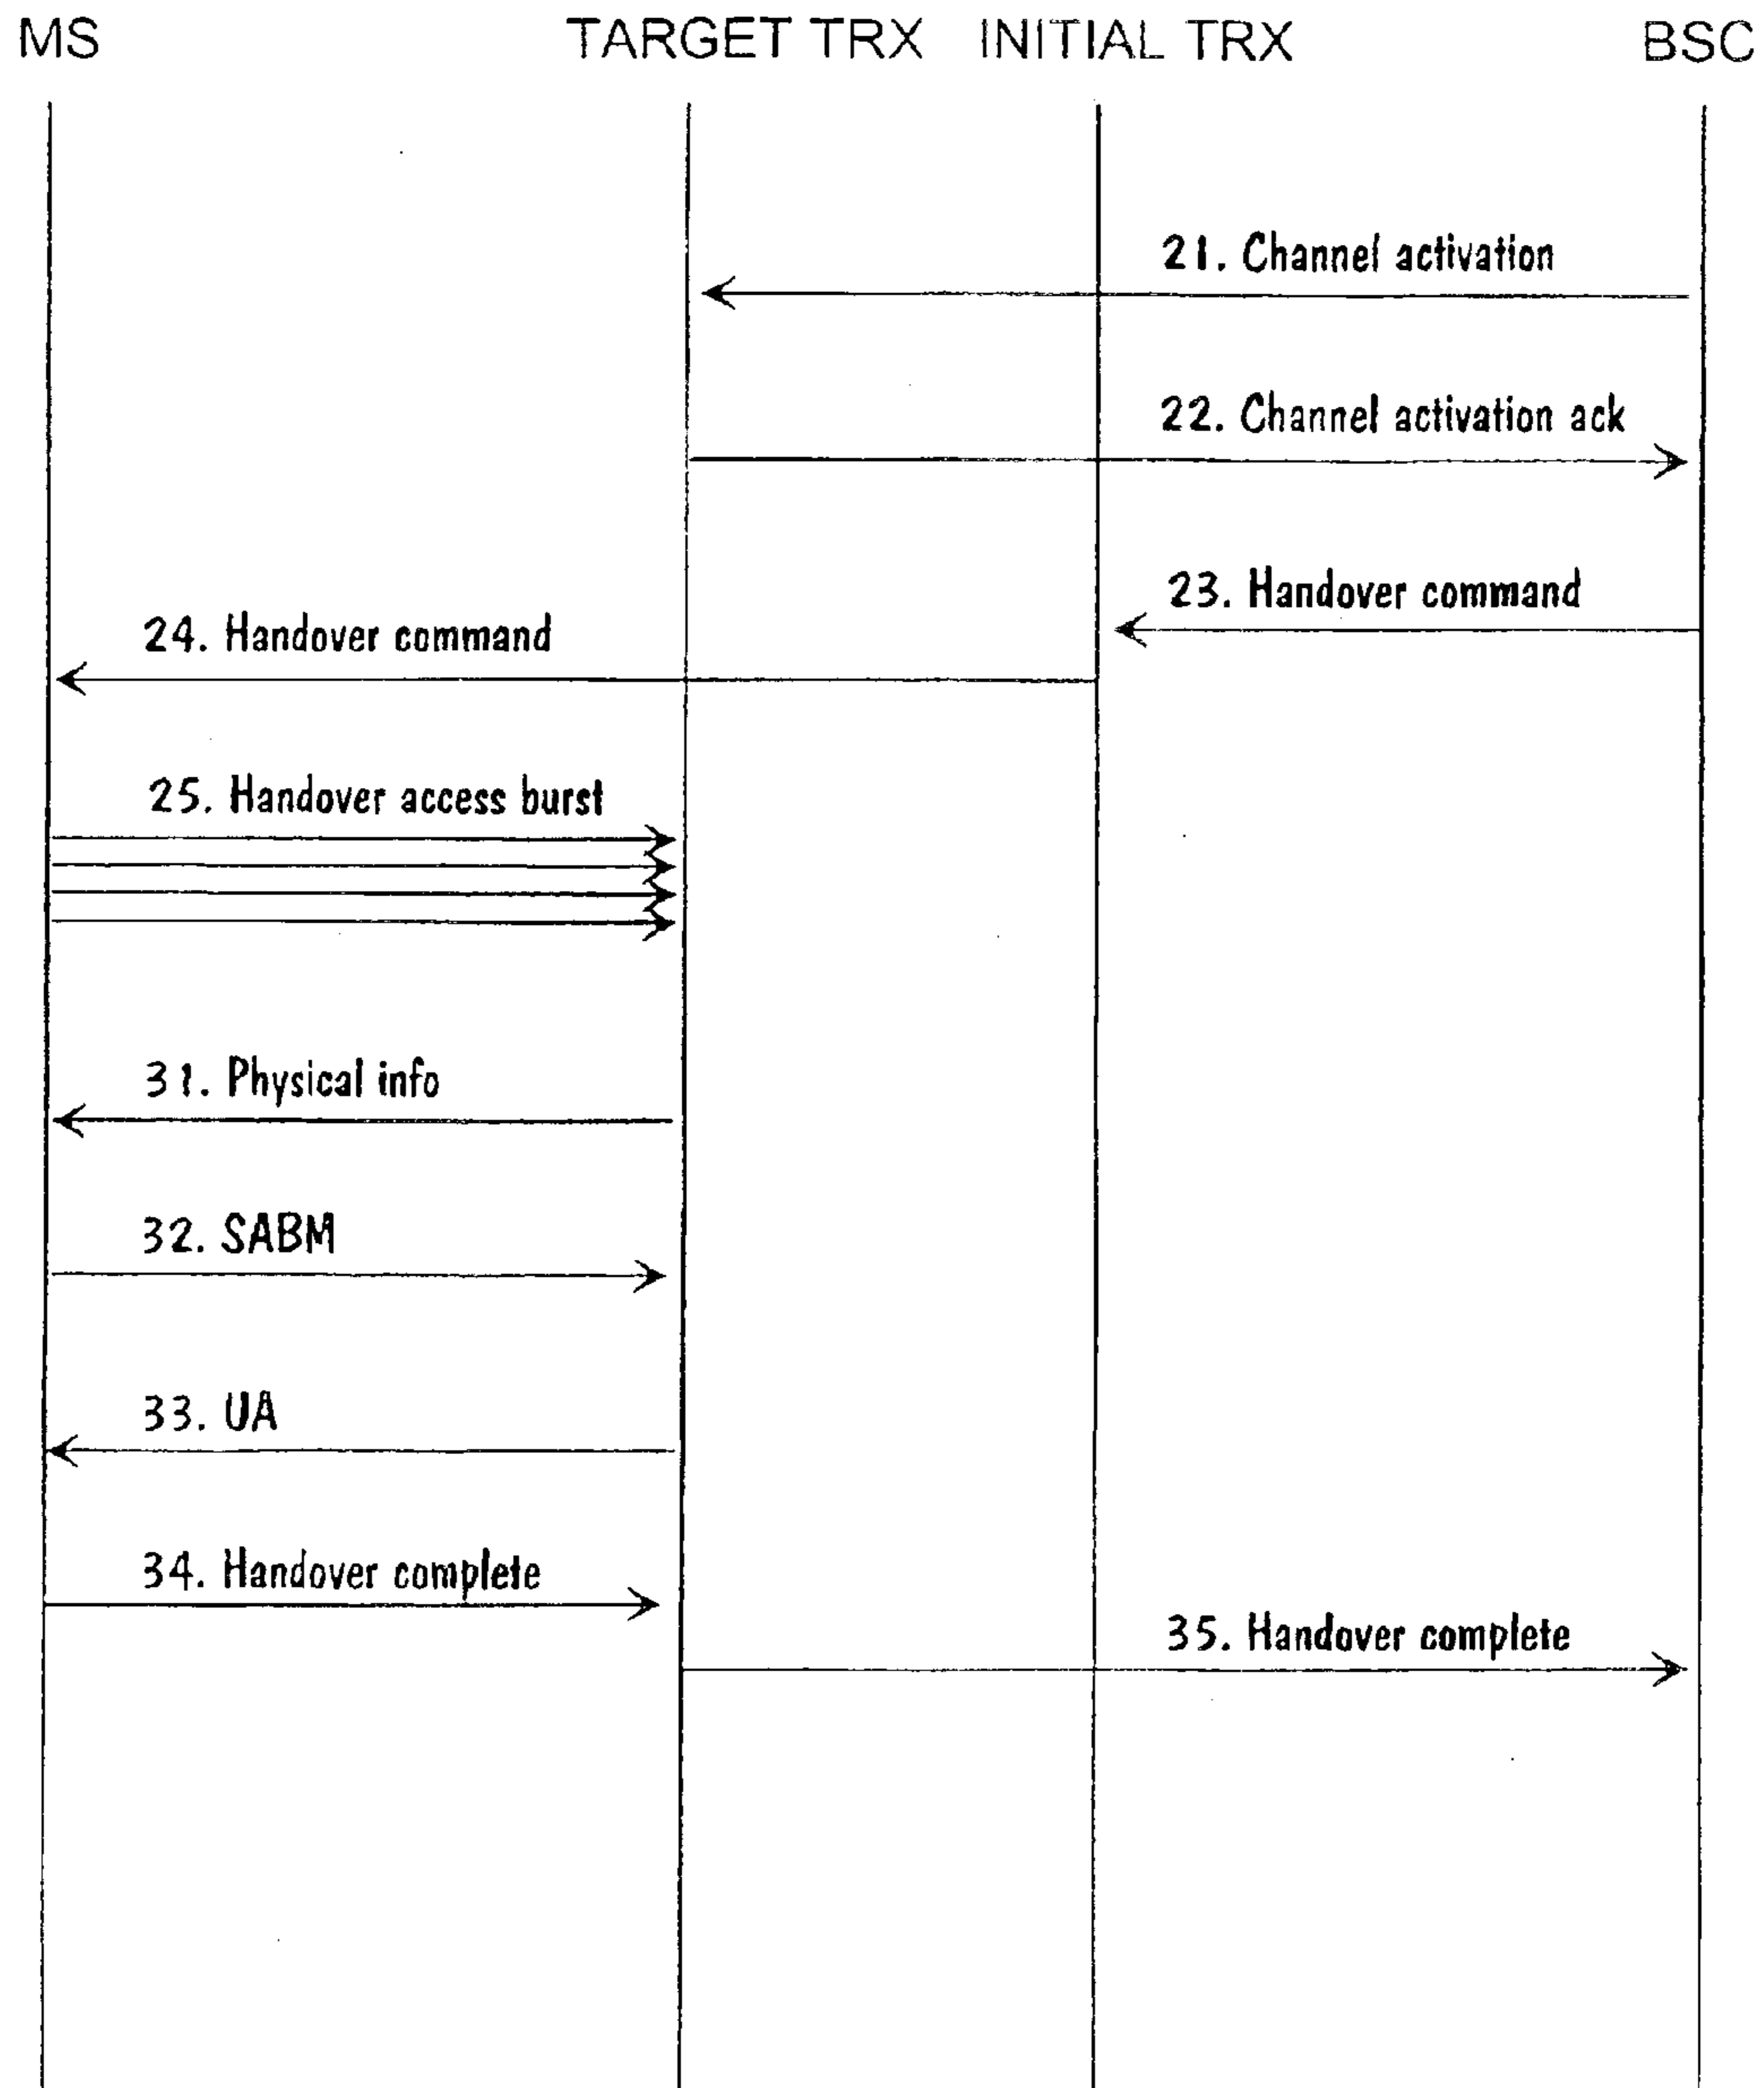 MS TARGET TRX INITIAL TRX BSC
21. Channel activation
22. Channel activation ack
23. Handover command
24. Handover command
25. Handover access burst
31. Physical info
32. SABM
33. UA
34. Handover complete
35. Handover complete